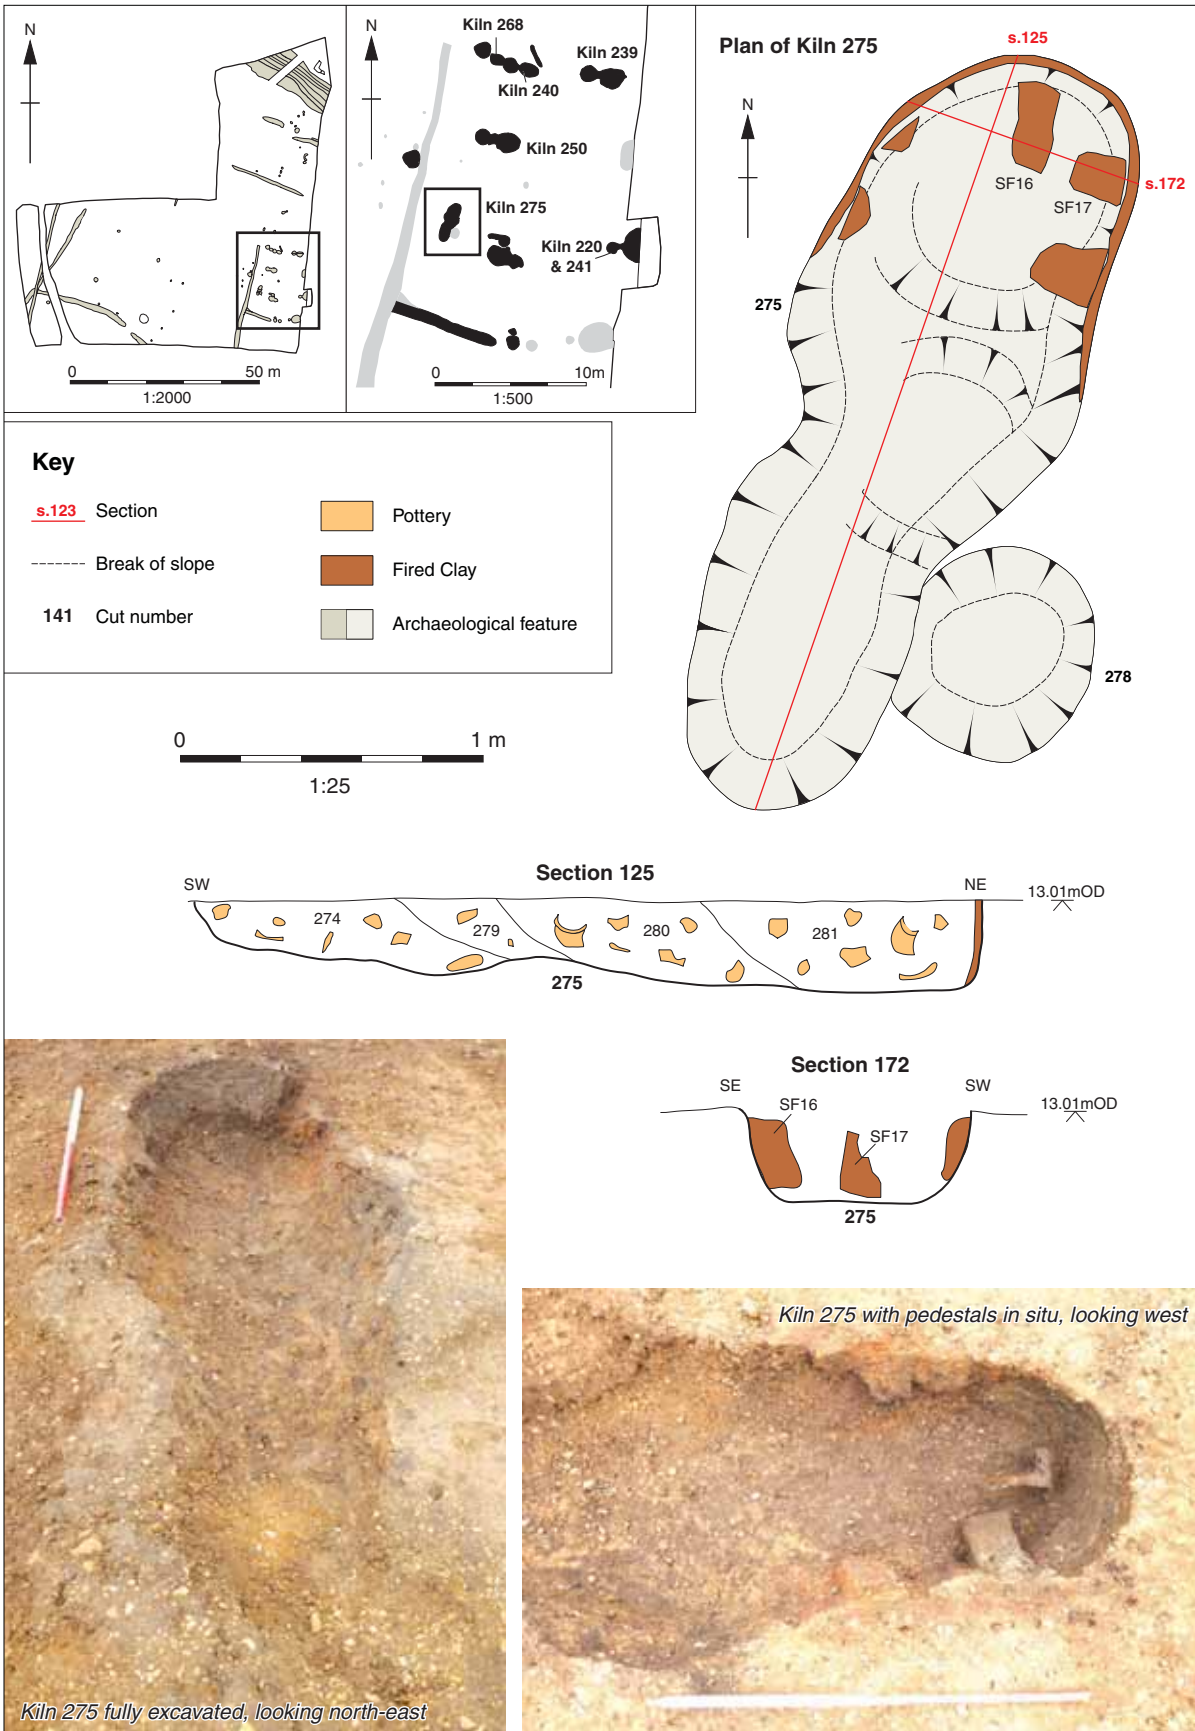 N
0 50 m
1:2000
N
Kiln 268
Kiln 239
Kiln 240
Kiln 250
Kiln 275
Kiln 220
& 241
0 10m
1:500
Plan of Kiln 275
s.125
N
SF16
s.172
SF17
275
278
Key
s.123 Section
Break of slope
141 Cut number
Pottery
Fired Clay
Archaeological feature
0 1 m
1:25
Section 125
SW
NE
13.01mOD
274
279
280
281
275
Section 172
SE
SW
13.01mOD
SF16
SF17
275
Kiln 275 with pedestals in situ, looking west
Kiln 275 fully excavated, looking north-east